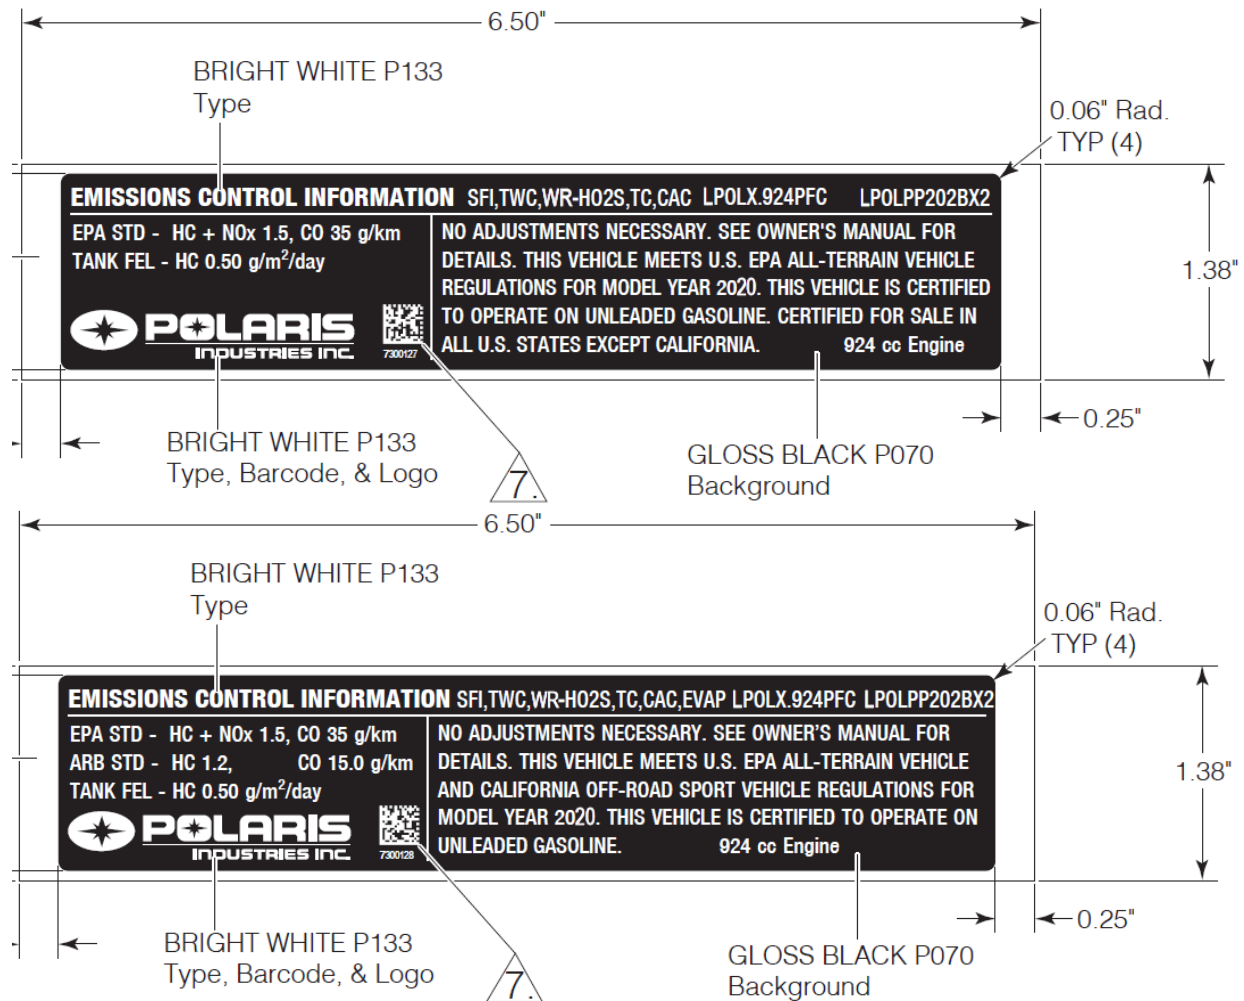 6.50"
BRIGHT WHITE P133
Type
0.06" Rad.
TYP (4)
EMISSIONS CONTROL INFORMATION SFI,TWC,WR-HO2S,TC,CAC LPOLX.924PFC LPOLPP202BX2
EPA STD - HC + NOx 1.5, CO 35 g/km
TANK FEL - HC 0.50 g/m²/day
POLARIS
INDUSTRIES INC.
7300127
NO ADJUSTMENTS NECESSARY. SEE OWNER'S MANUAL FOR
DETAILS. THIS VEHICLE MEETS U.S. EPA ALL-TERRAIN VEHICLE
REGULATIONS FOR MODEL YEAR 2020. THIS VEHICLE IS CERTIFIED
TO OPERATE ON UNLEADED GASOLINE. CERTIFIED FOR SALE IN
ALL U.S. STATES EXCEPT CALIFORNIA. 924 cc Engine
1.38"
0.25"
BRIGHT WHITE P133
Type, Barcode, & Logo
7.
GLOSS BLACK P070
Background
6.50"
BRIGHT WHITE P133
Type
0.06" Rad.
TYP (4)
EMISSIONS CONTROL INFORMATION SFI,TWC,WR-HO2S,TC,CAC,EVAP LPOLX.924PFC LPOLPP202BX2
EPA STD - HC + NOx 1.5, CO 35 g/km
ARB STD - HC 1.2, CO 15.0 g/km
TANK FEL - HC 0.50 g/m²/day
POLARIS
INDUSTRIES INC.
7300128
NO ADJUSTMENTS NECESSARY. SEE OWNER'S MANUAL FOR
DETAILS. THIS VEHICLE MEETS U.S. EPA ALL-TERRAIN VEHICLE
AND CALIFORNIA OFF-ROAD SPORT VEHICLE REGULATIONS FOR
MODEL YEAR 2020. THIS VEHICLE IS CERTIFIED TO OPERATE ON
UNLEADED GASOLINE. 924 cc Engine
1.38"
0.25"
BRIGHT WHITE P133
Type, Barcode, & Logo
7.
GLOSS BLACK P070
Background